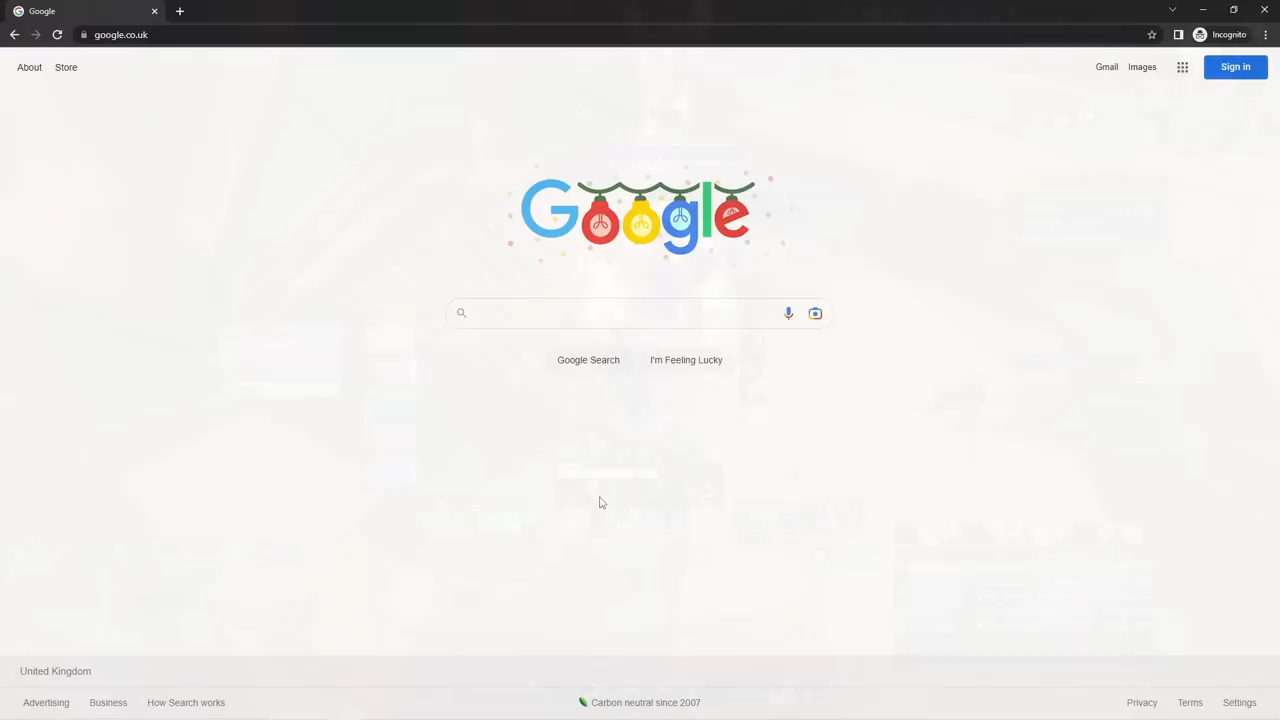 Google
google.co.uk
Incognito
About Store
Gmail Images
Sign in
Google
Google Search I'm Feeling Lucky
United Kingdom
Advertising Business How Search works
Carbon neutral since 2007
Privacy Terms Settings